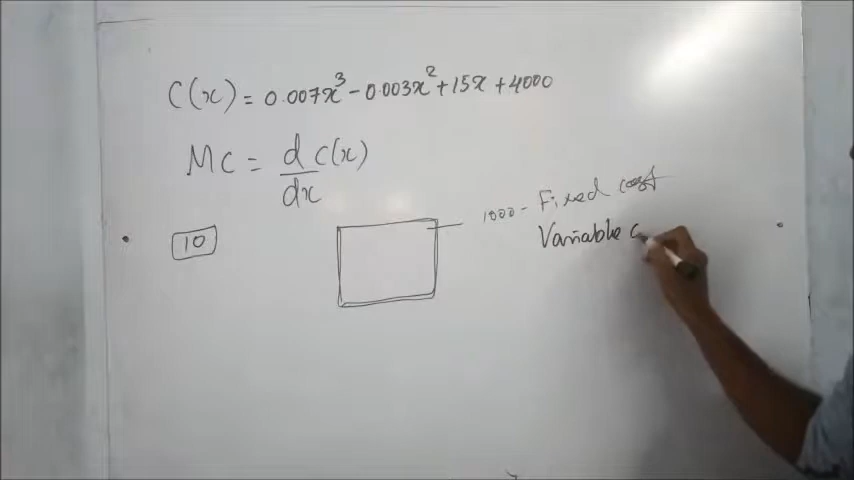 C(x) = 0.007x³ - 0.003x² + 15x + 4000
MC = d/dx C(x)
10
1000 - Fixed cost
Variable c